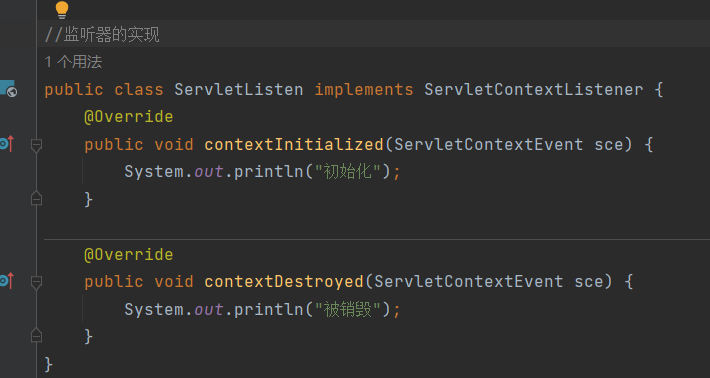 //监听器的实现
1 个用法
public class ServletListen implements ServletContextListener {
    @Override
    public void contextInitialized(ServletContextEvent sce) {
        System.out.println("初始化");
    }
    @Override
    public void contextDestroyed(ServletContextEvent sce) {
        System.out.println("被销毁");
    }
}